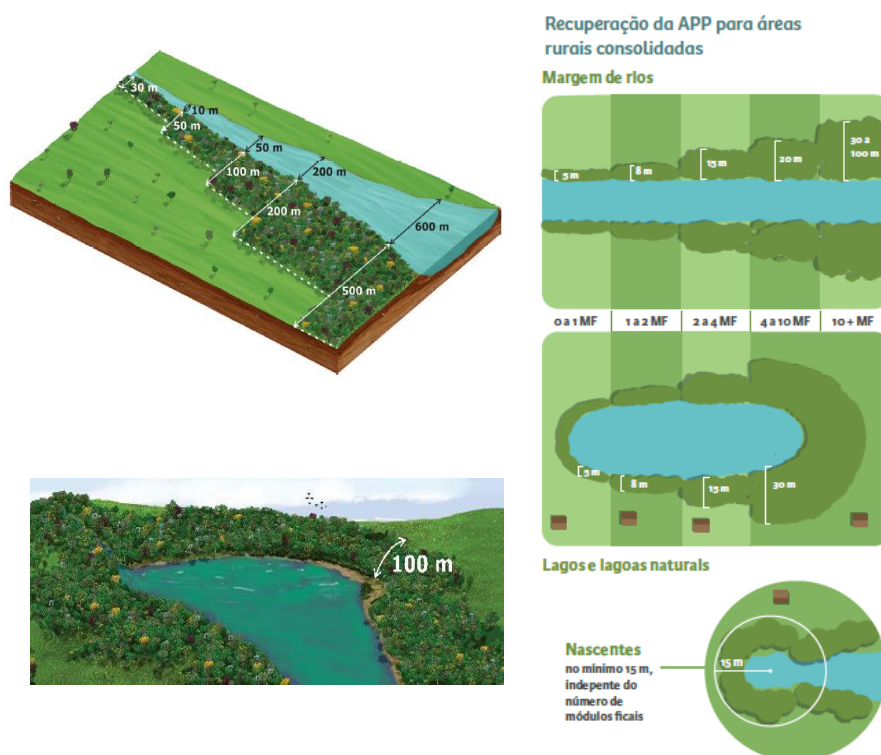 30 m
10 m
50 m
50 m
100 m
200 m
200 m
600 m
500 m
100 m
Recuperação da APP para áreas
rurais consolidadas
Margem de rios
5 m
8 m
15 m
20 m
30 a
100 m
0 a 1 MF
1 a 2 MF
2 a 4 MF
4 a 10 MF
10 + MF
5 m
8 m
15 m
30 m
Lagos e lagoas naturais
Nascentes
no mínimo 15 m,
indepente do
número de
módulos ficais
15 m